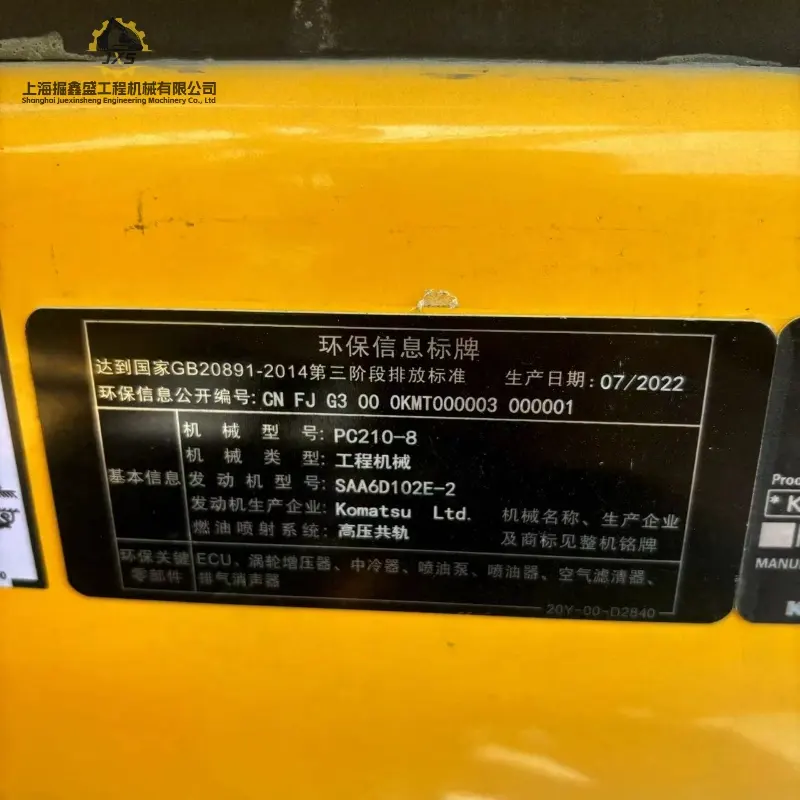 JXS
上海掘鑫盛工程机械有限公司
Shanghai Juexinsheng Engineering Machinery Co., Ltd
环保信息标牌
达到国家GB20891-2014第三阶段排放标准 生产日期: 07/2022
环保信息公开编号: CN FJ G3 00 0KMT000003 000001
基本信息
机械型号: PC210-8
机械类型: 工程机械
发动机型号: SAA6D102E-2
发动机生产企业: Komatsu Ltd.
燃油喷射系统: 高压共轨
机械名称、生产企业
及商标见整机铭牌
环保关键
零部件
ECU、涡轮增压器、中冷器、喷油泵、喷油器、空气滤清器、
排气消声器
20Y-00-D2840
Prod
* K
MANU